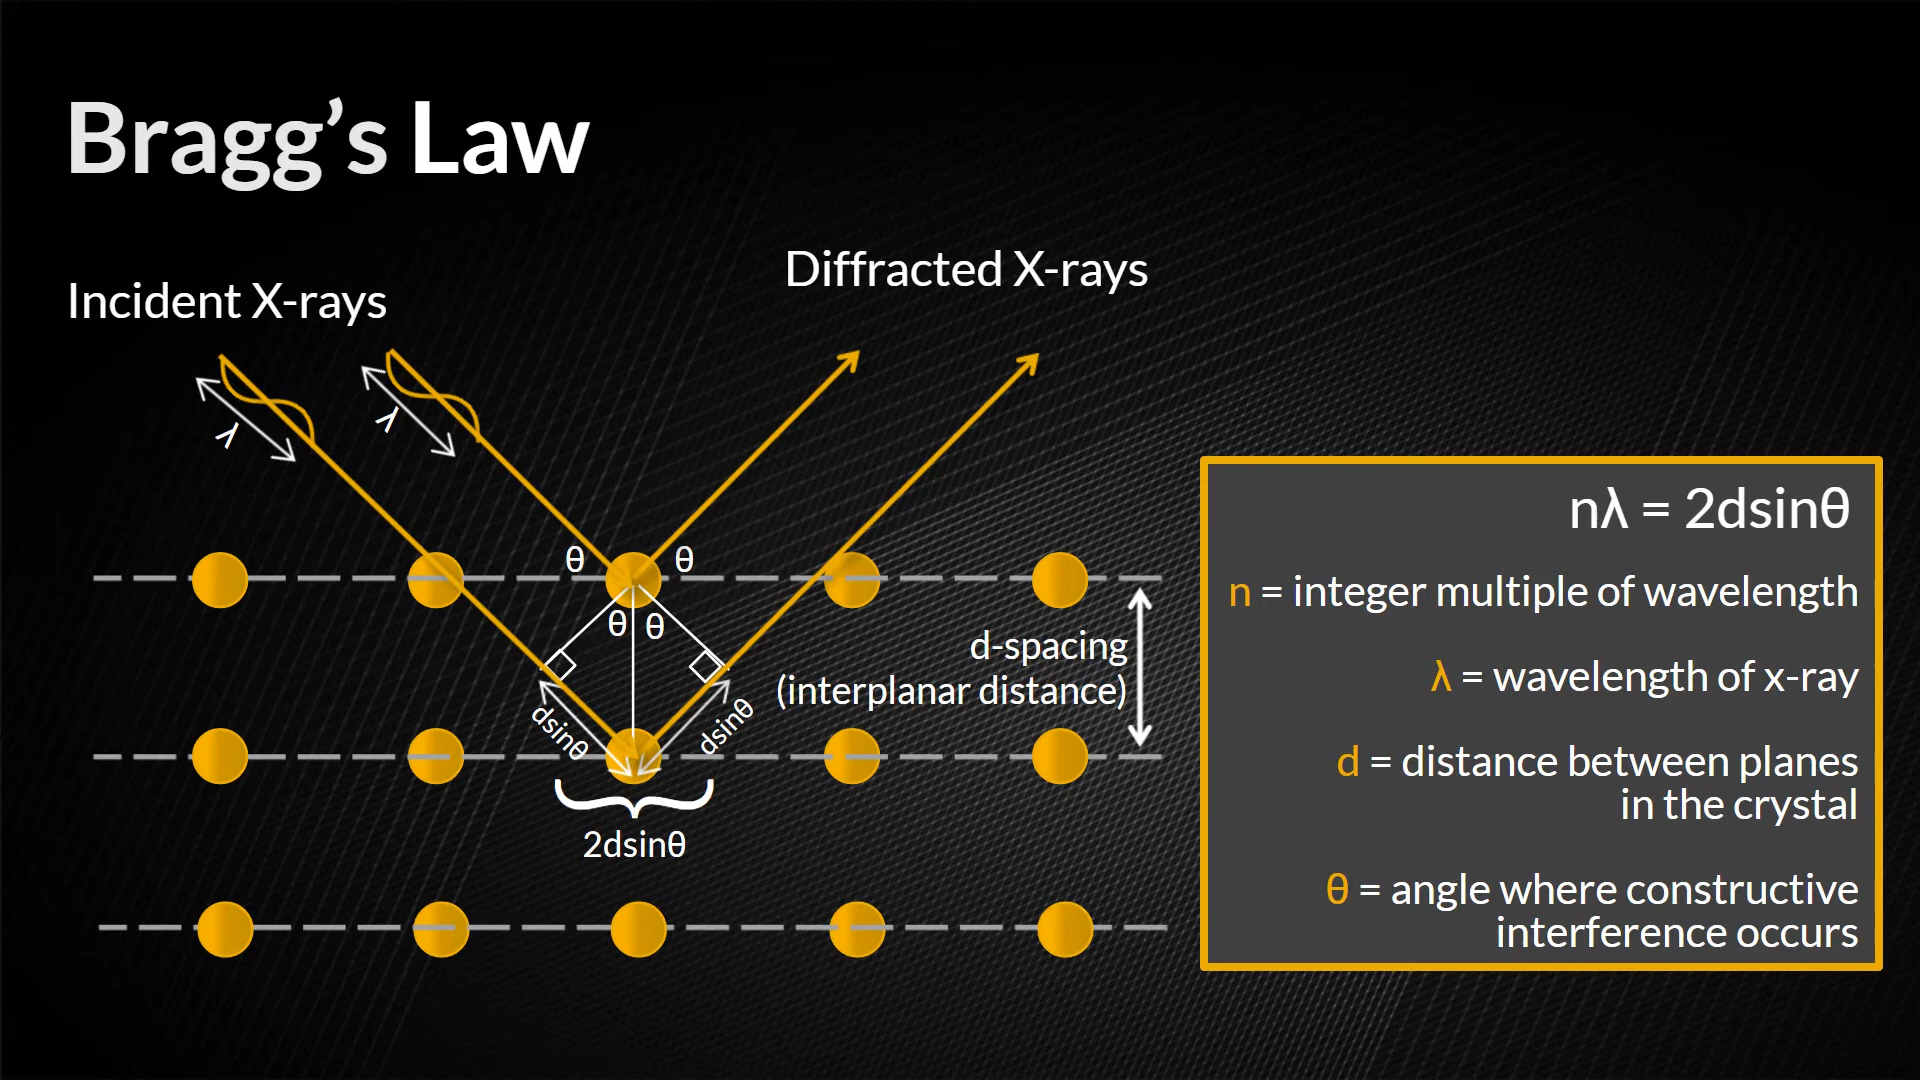 Bragg’s Law
Incident X-rays
Diffracted X-rays
λ
λ
θ
θ
θ
θ
dsinθ
dsinθ
2dsinθ
d-spacing
(interplanar distance)
nλ = 2dsinθ
n = integer multiple of wavelength
λ = wavelength of x-ray
d = distance between planes
in the crystal
θ = angle where constructive
interference occurs